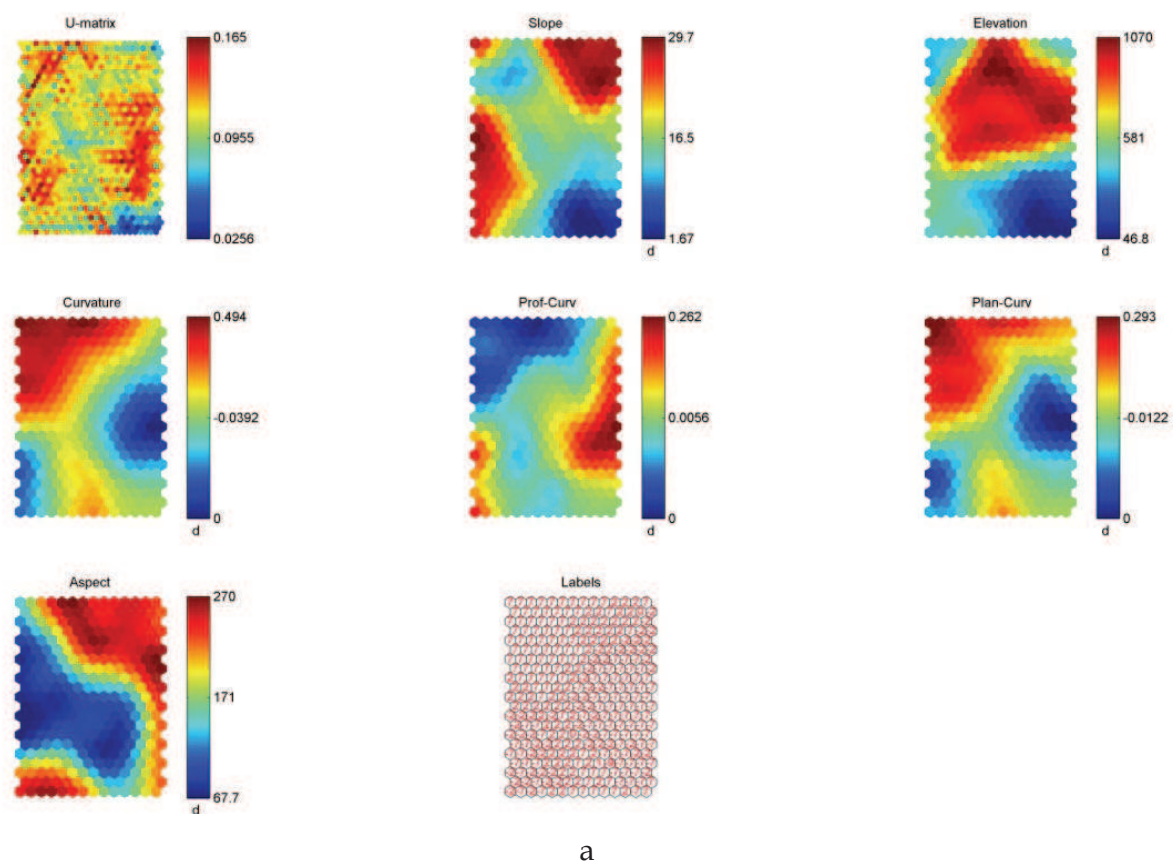 U-matrix
0.165
0.0955
0.0256
Slope
29.7
16.5
1.67
d
Elevation
1070
581
46.8
d
Curvature
0.494
-0.0392
0
d
Prof-Curv
0.262
0.0056
0
d
Plan-Curv
0.293
-0.0122
0
d
Aspect
270
171
67.7
d
Labels
a